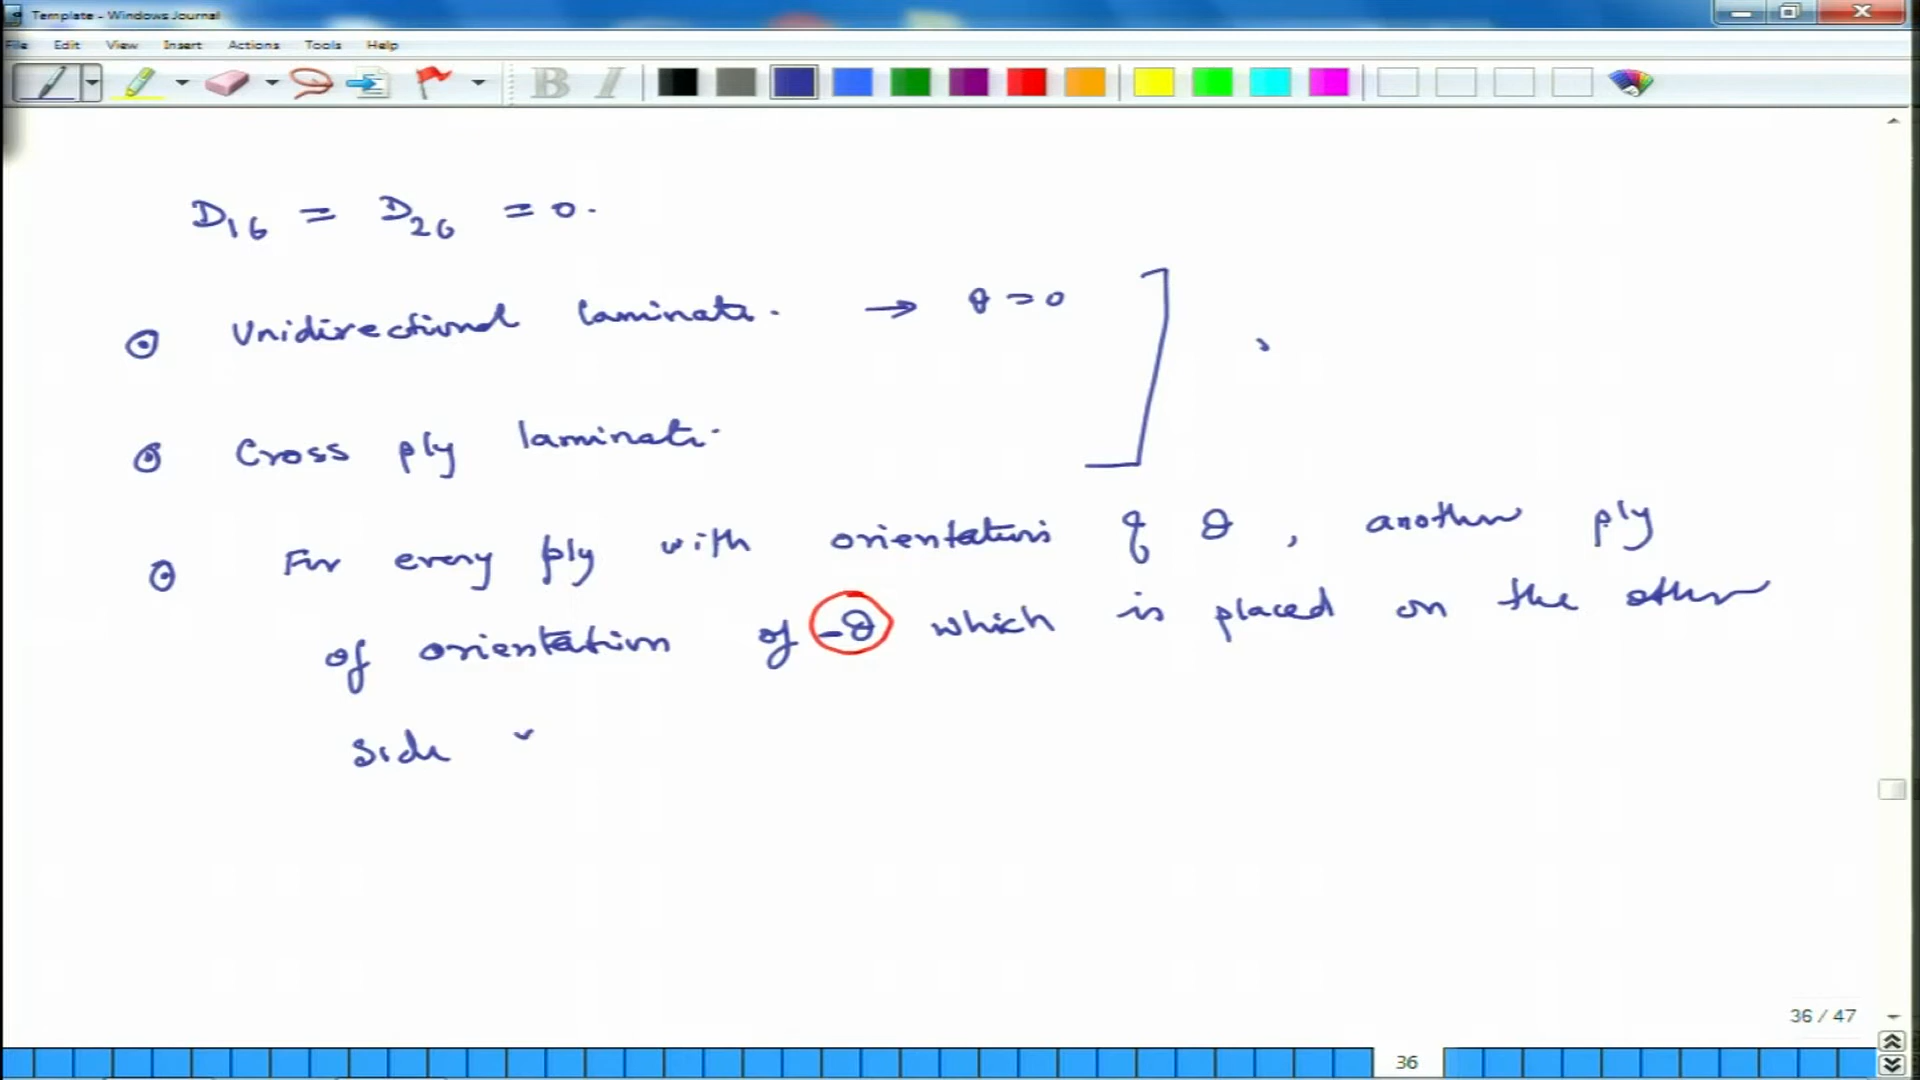 Template - Windows Journal
File Edit View Insert Actions Tools Help
B I
D16 = D26 = 0.
Unidirectional laminate. → θ = 0
Cross ply laminate.
For every ply with orientation of θ, another ply
of orientation of -θ which is placed on the other
side
36 / 47
36